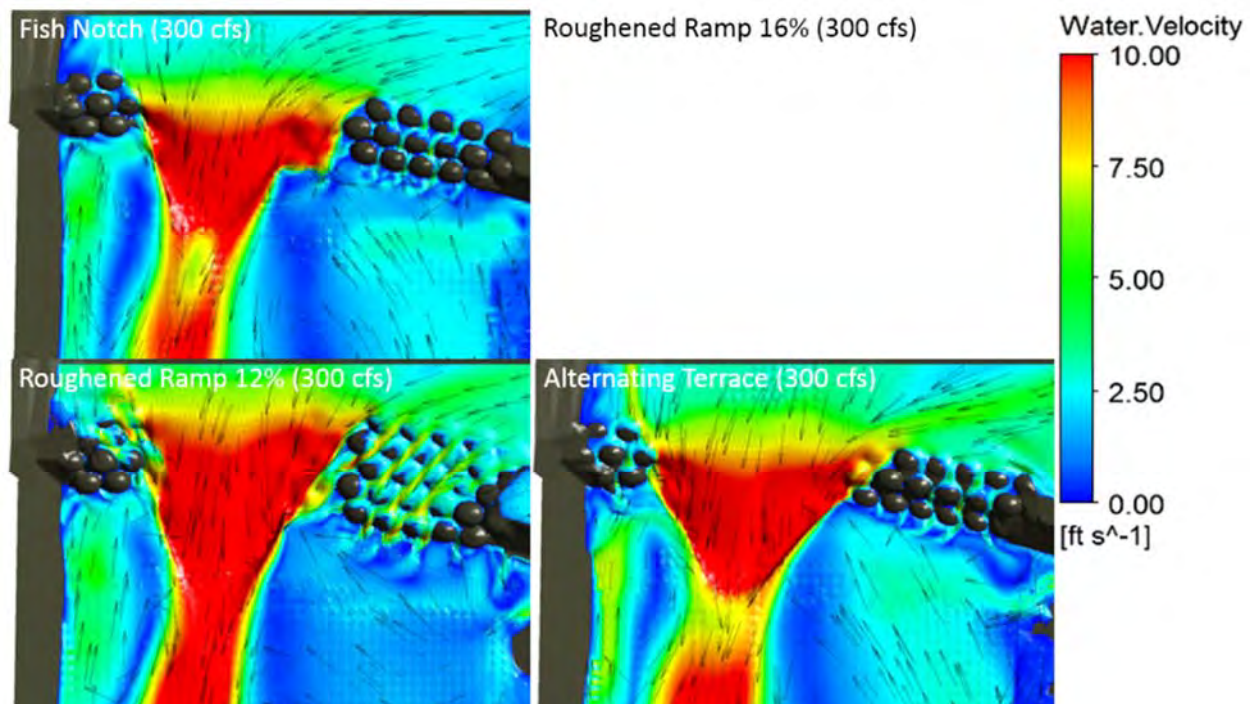 Fish Notch (300 cfs)
Roughened Ramp 16% (300 cfs)
Water.Velocity
10.00
7.50
5.00
2.50
0.00
[ft s^-1]
Roughened Ramp 12% (300 cfs)
Alternating Terrace (300 cfs)